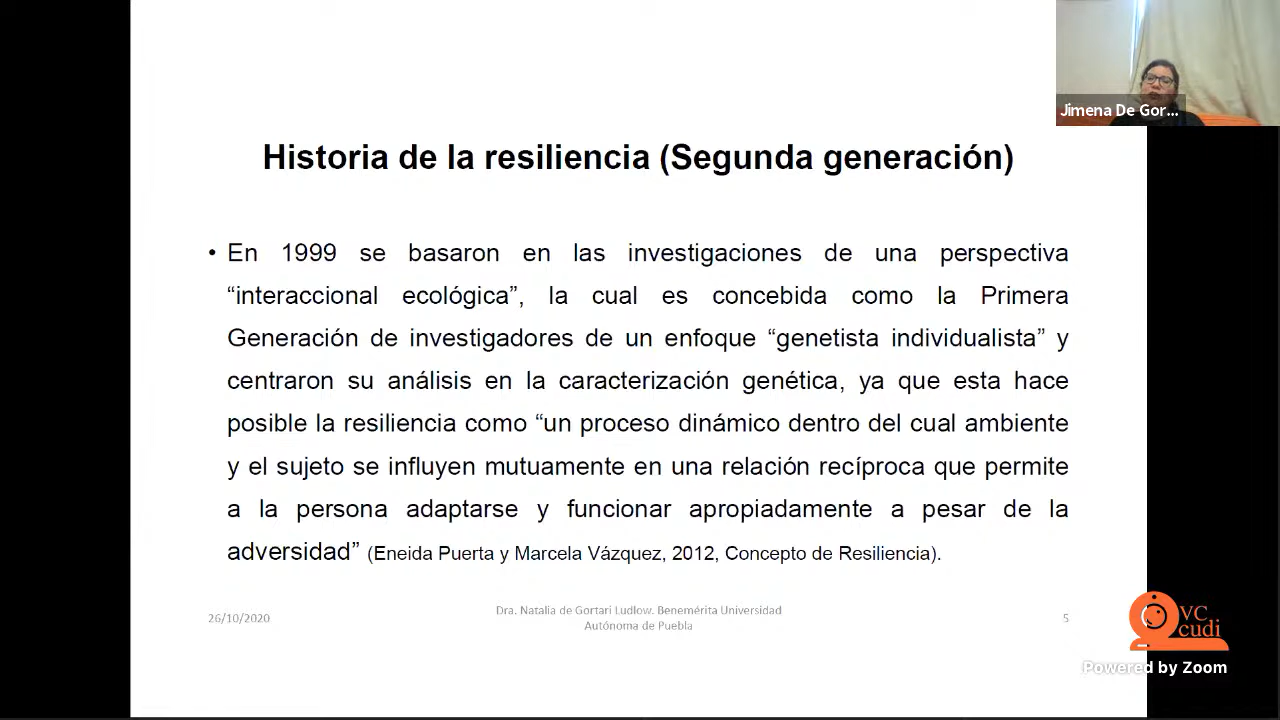 Jimena De Gor...
Historia de la resiliencia (Segunda generación)
• En 1999 se basaron en las investigaciones de una perspectiva
“interaccional ecológica”, la cual es concebida como la Primera
Generación de investigadores de un enfoque “genetista individualista” y
centraron su análisis en la caracterización genética, ya que esta hace
posible la resiliencia como “un proceso dinámico dentro del cual ambiente
y el sujeto se influyen mutuamente en una relación recíproca que permite
a la persona adaptarse y funcionar apropiadamente a pesar de la
adversidad” (Eneida Puerta y Marcela Vázquez, 2012, Concepto de Resiliencia).
26/10/2020
Dra. Natalia de Gortari Ludlow. Benemérita Universidad
Autónoma de Puebla
5
VC
cudi
Powered by Zoom